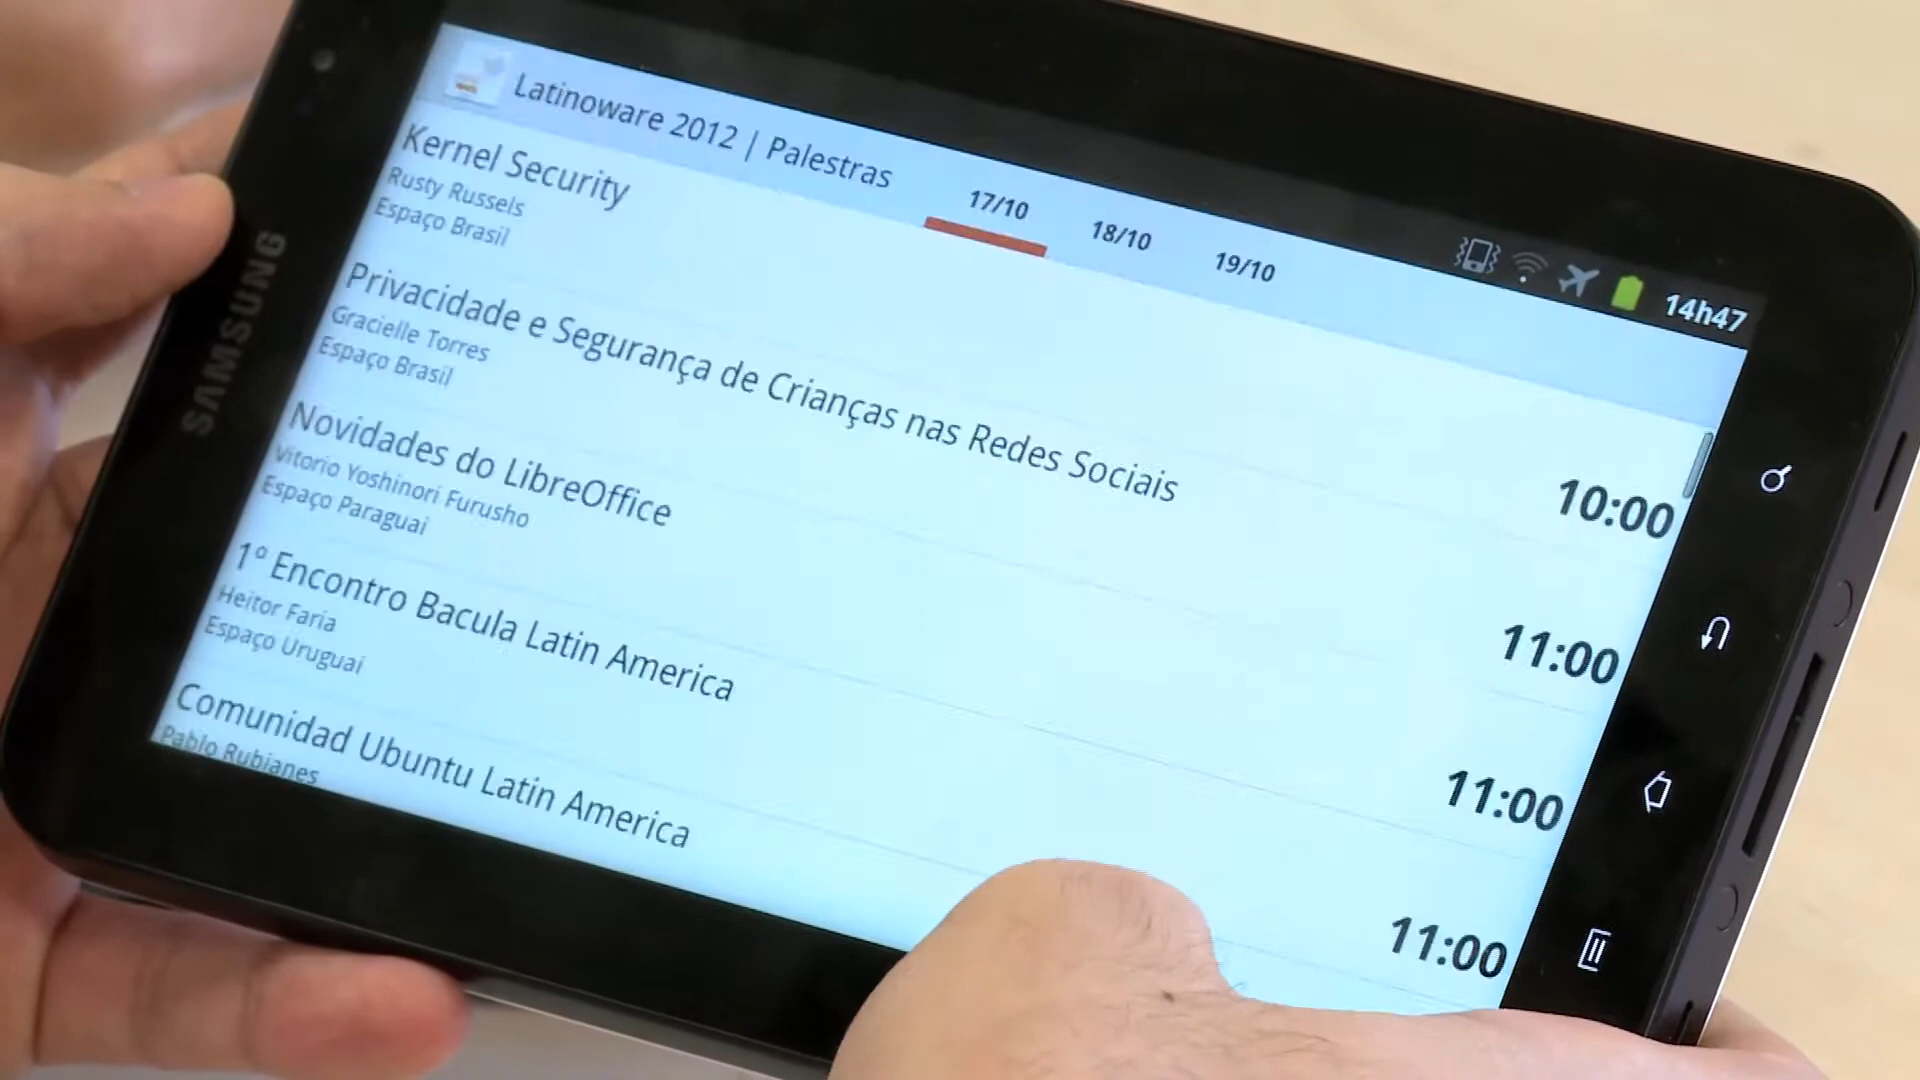 SAMSUNG
14h47
Latinoware 2012 | Palestras
17/10
18/10
19/10
Kernel Security
Rusty Russels
Espaço Brasil
10:00
Privacidade e Segurança de Crianças nas Redes Sociais
Gracielle Torres
Espaço Brasil
11:00
Novidades do LibreOffice
Vitorio Yoshinori Furusho
Espaço Paraguai
11:00
1º Encontro Bacula Latin America
Heitor Faria
Espaço Uruguai
11:00
Comunidad Ubuntu Latin America
Pablo Rubianes